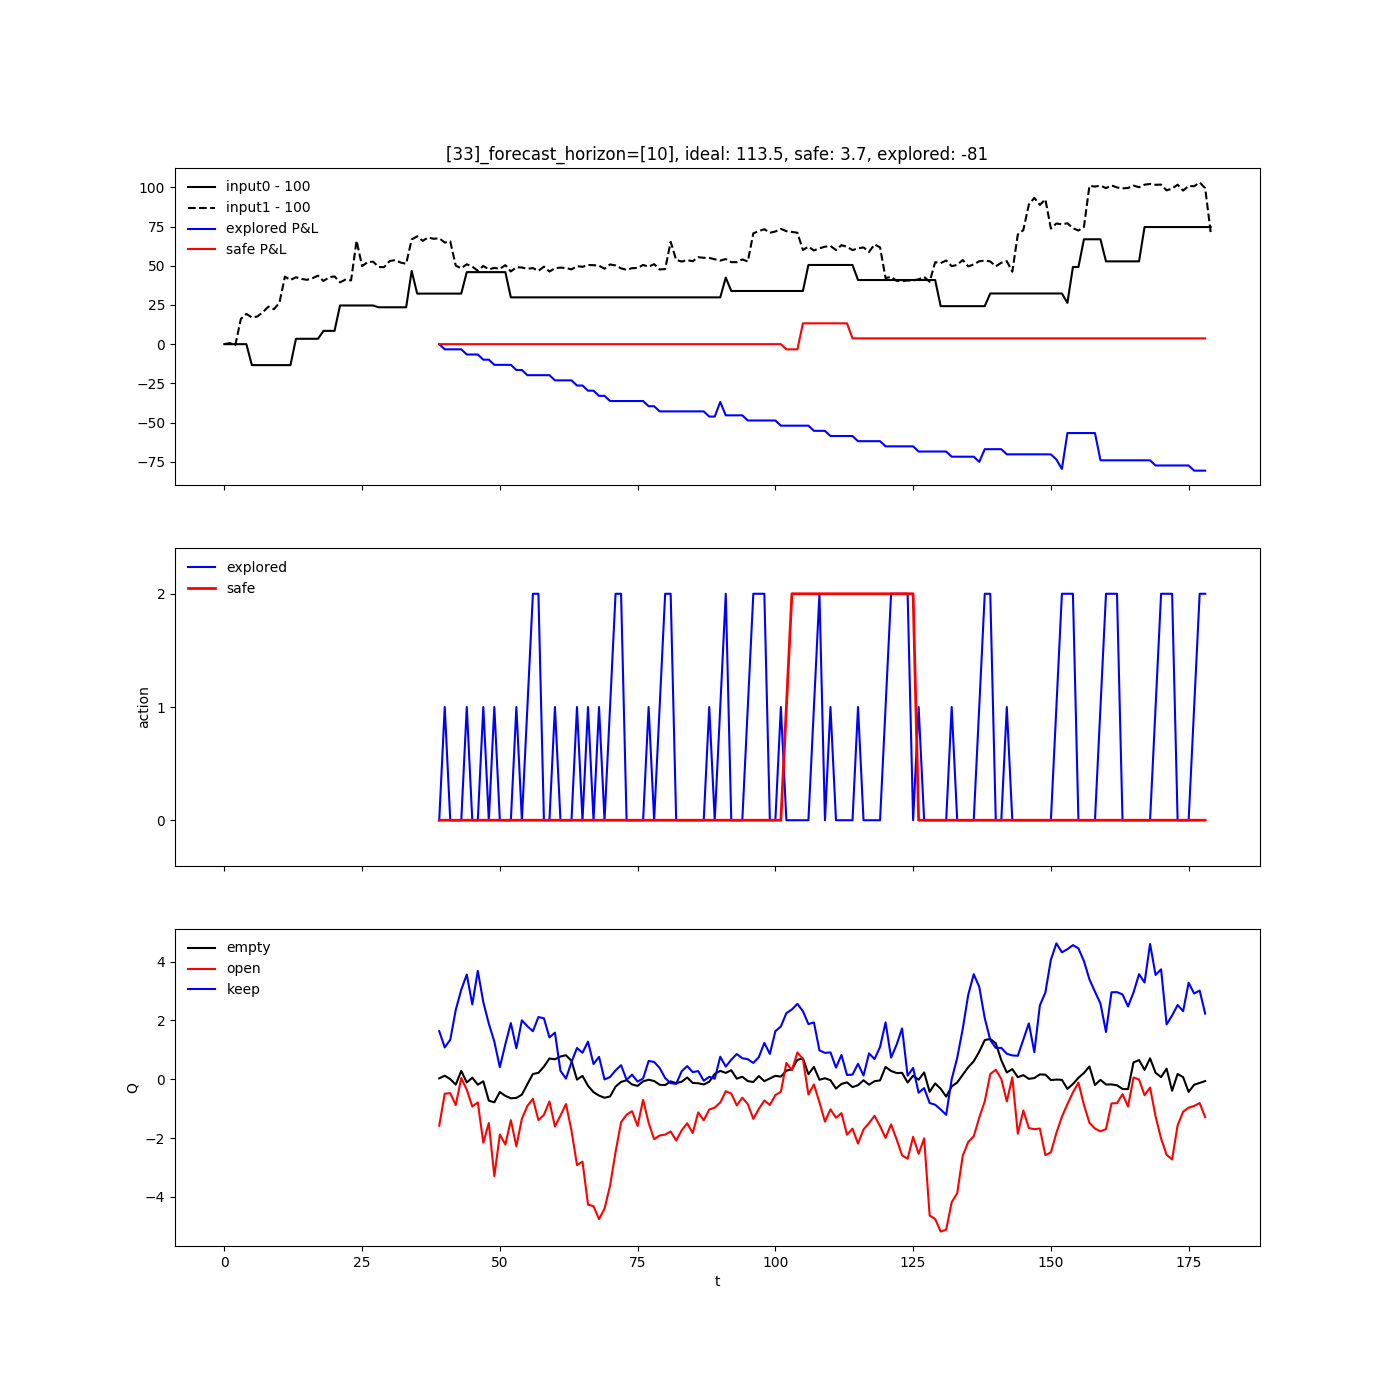 [33]_forecast_horizon=[10], ideal: 113.5, safe: 3.7, explored: -81
input0 - 100
input1 - 100
explored P&L
safe P&L
100
75
50
25
0
−25
−50
−75
explored
safe
2
1
0
action
empty
open
keep
4
2
0
−2
−4
Q
0 25 50 75 100 125 150 175
t